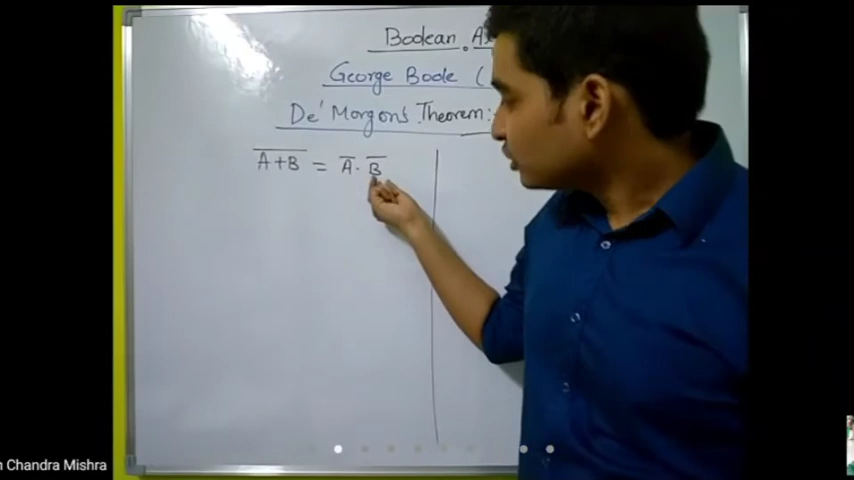 Boolean
George Boole (
De'Morgon's Theorem:
A̅+̅B̅ = A̅ · B̅
Chandra Mishra